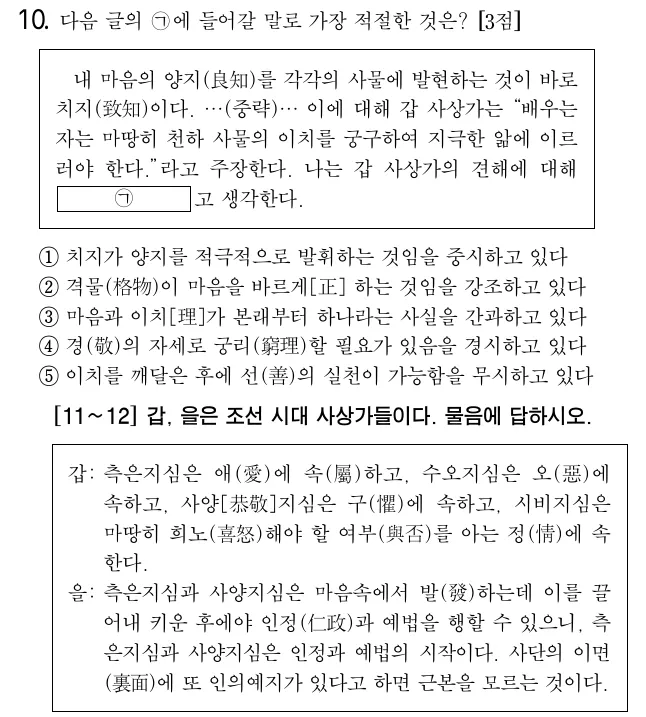 10. 다음 글의 ㉠에 들어갈 말로 가장 적절한 것은? [3점]
내 마음의 양지(良知)를 각각의 사물에 발현하는 것이 바로
치지(致知)이다. …(중략)… 이에 대해 갑 사상가는 “배우는
자는 마땅히 천하 사물의 이치를 궁구하여 지극한 앎에 이르
러야 한다.”라고 주장한다. 나는 갑 사상가의 견해에 대해
㉠ 고 생각한다.
① 치지가 양지를 적극적으로 발휘하는 것임을 중시하고 있다
② 격물(格物)이 마음을 바르게[正] 하는 것임을 강조하고 있다
③ 마음과 이치[理]가 본래부터 하나라는 사실을 간과하고 있다
④ 경(敬)의 자세로 궁리(窮理)할 필요가 있음을 경시하고 있다
⑤ 이치를 깨달은 후에 선(善)의 실천이 가능함을 무시하고 있다
[11～12] 갑, 을은 조선 시대 사상가들이다. 물음에 답하시오.
갑: 측은지심은 애(愛)에 속(屬)하고, 수오지심은 오(惡)에
속하고, 사양[恭敬]지심은 구(懼)에 속하고, 시비지심은
마땅히 희노(喜怒)해야 할 여부(與否)를 아는 정(情)에 속
한다.
을: 측은지심과 사양지심은 마음속에서 발(發)하는데 이를 끌
어내 키운 후에야 인정(仁政)과 예법을 행할 수 있으니, 측
은지심과 사양지심은 인정과 예법의 시작이다. 사단의 이면
(裏面)에 또 인의예지가 있다고 하면 근본을 모르는 것이다.